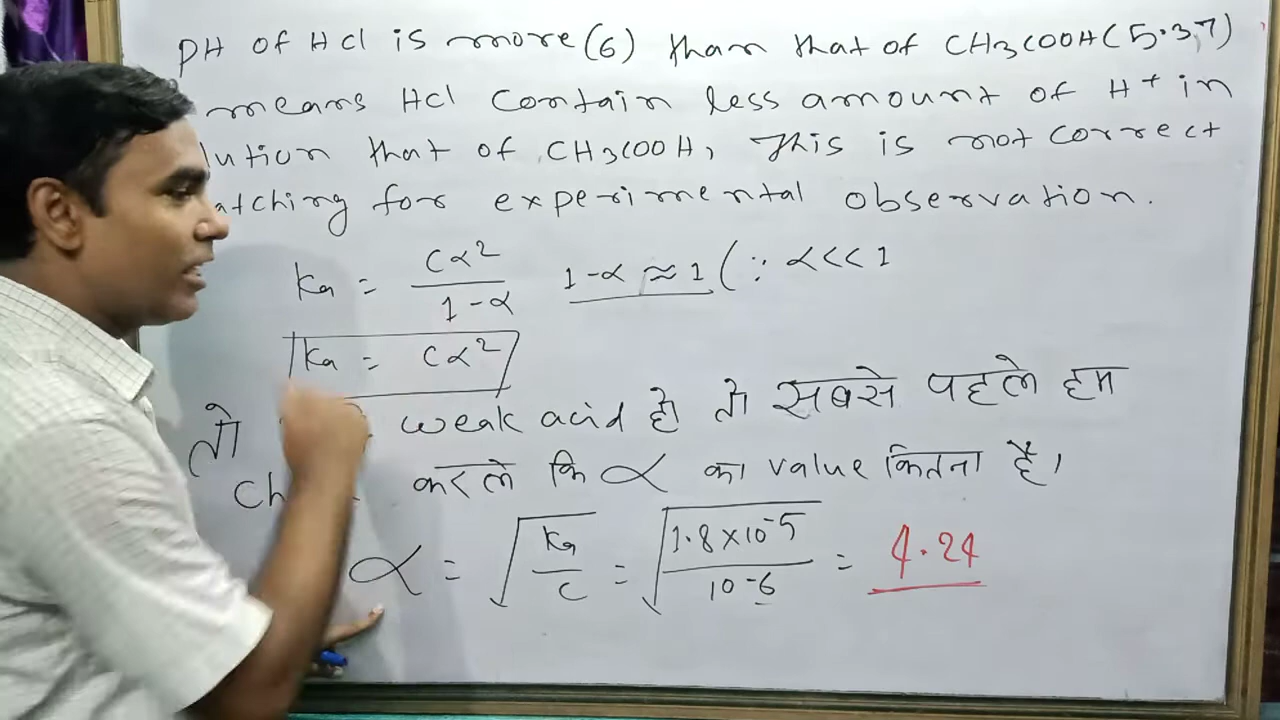 PH of Hcl is more (6) than that of CH3COOH (5.37)
means Hcl contain less amount of H+ in
lution that of CH3COOH, This is not correct
atching for experimental observation.
Ka = Cα² / 1-α 1-α ≈ 1 (∵ α<<1
Ka = Cα²
तो weak acid हो तो सबसे पहले हम
Ch करले कि α का value कितना है।
α = √(Ka / C) = √(1.8×10⁻⁵ / 10⁻⁶) = 4.24